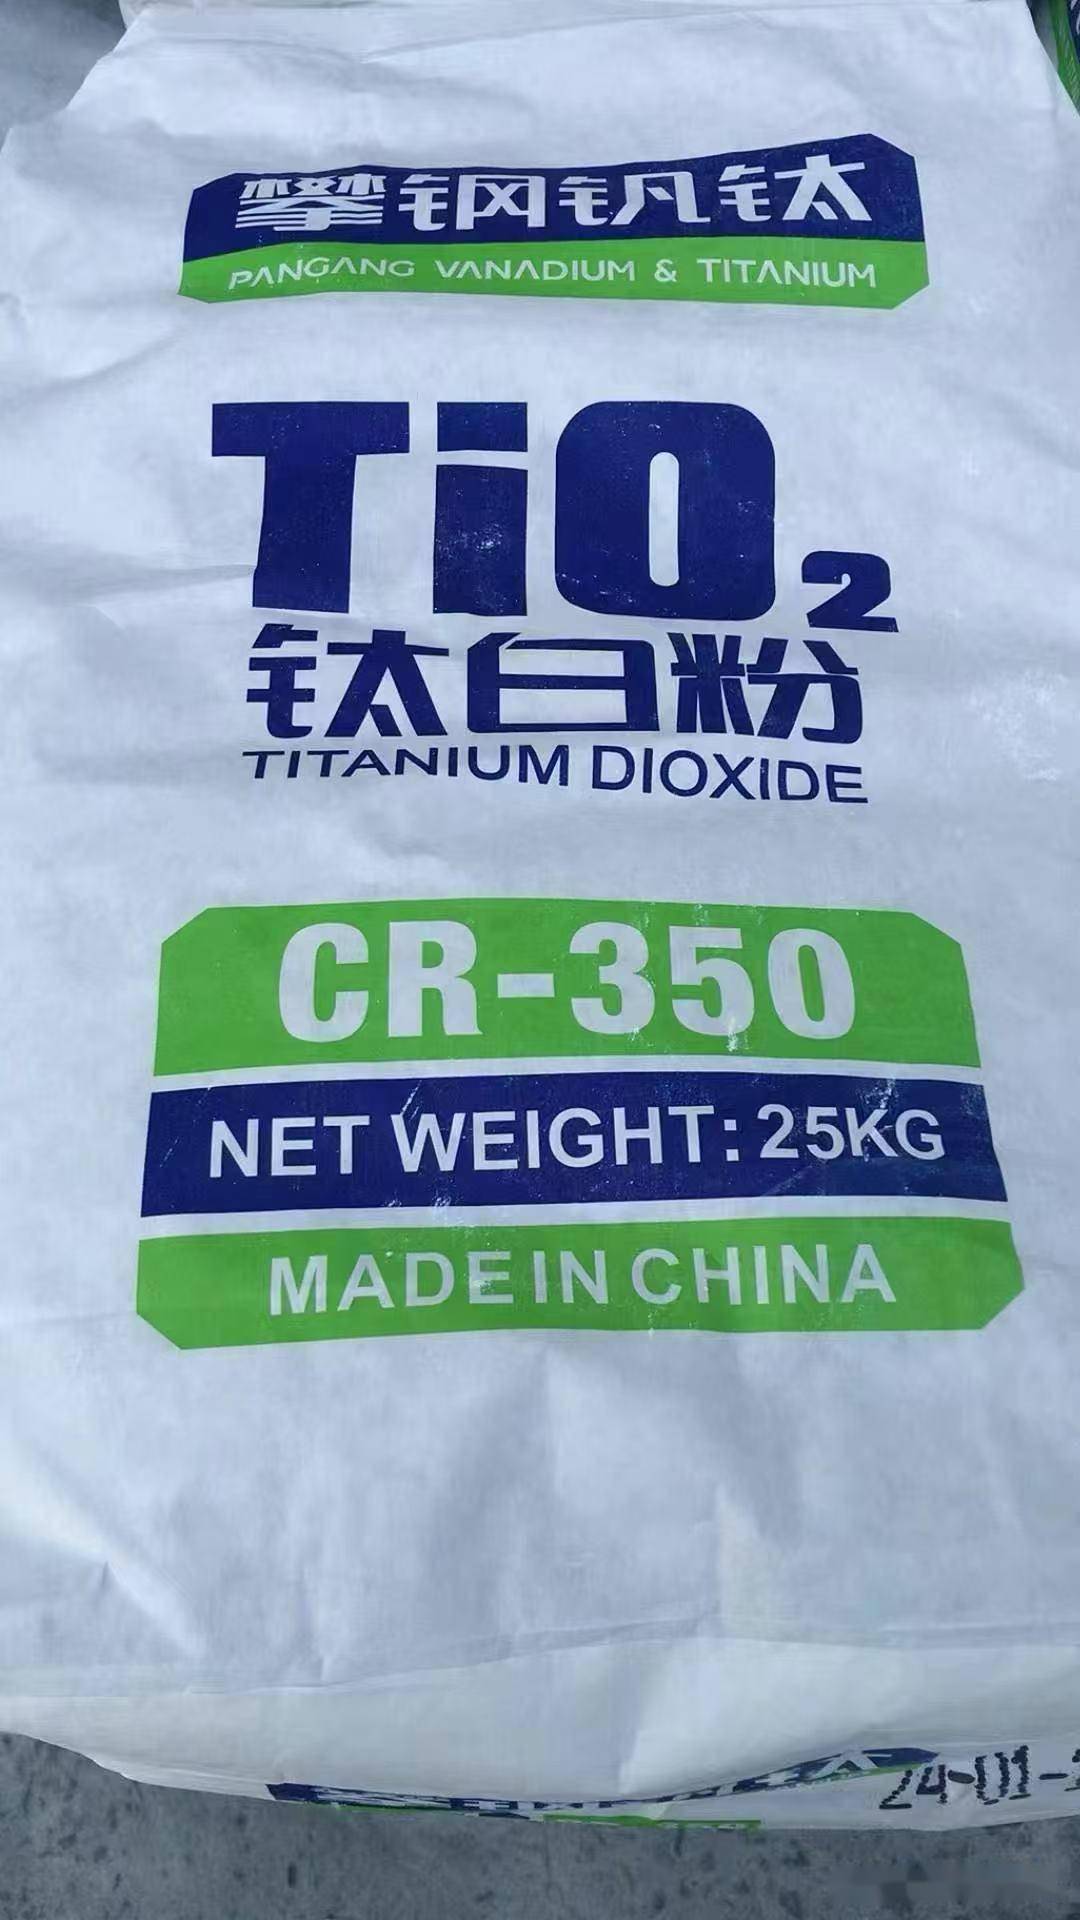 攀钢钒钛
PANGANG VANADIUM & TITANIUM
TiO₂
钛白粉
TITANIUM DIOXIDE
CR-350
NET WEIGHT: 25KG
MADE IN CHINA